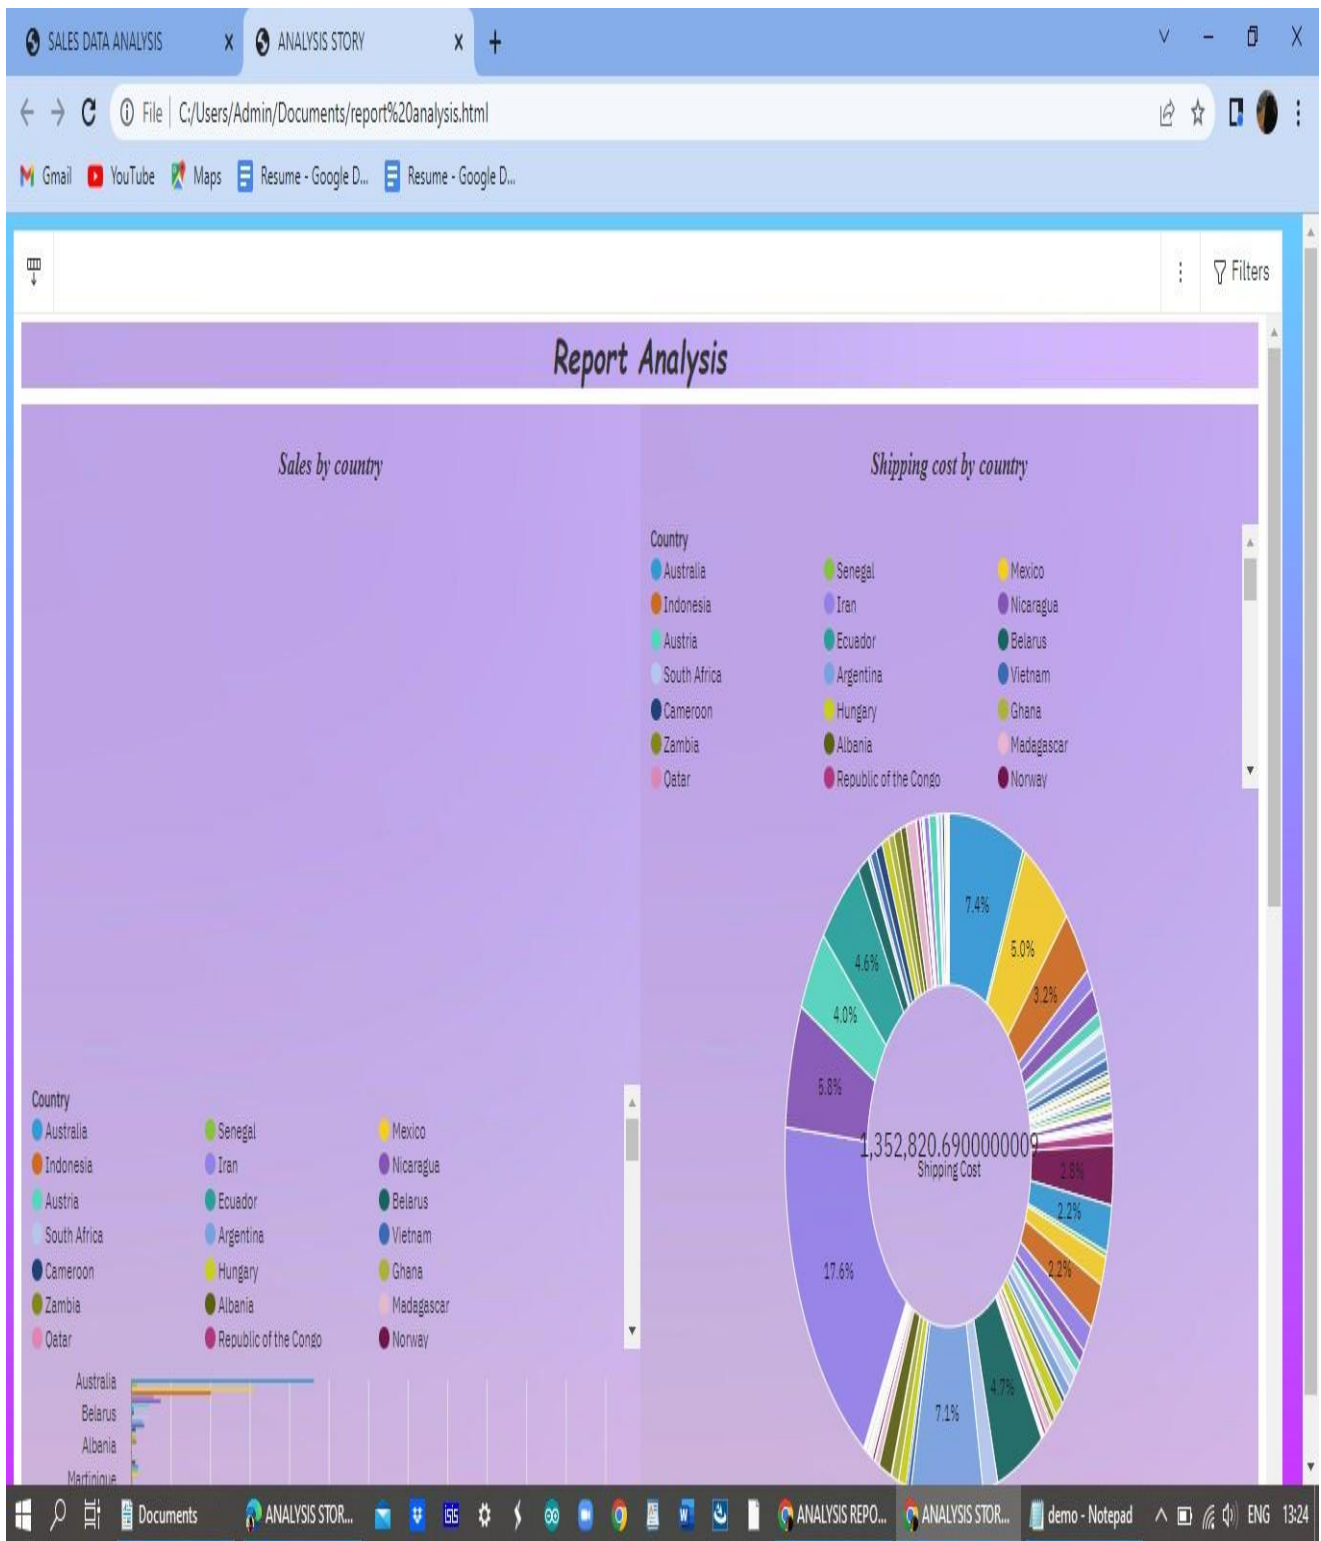 SALES DATA ANALYSIS
ANALYSIS STORY
File C:/Users/Admin/Documents/report%20analysis.html
Gmail YouTube Maps Resume - Google D... Resume - Google D...
Filters
Report Analysis
Sales by country
Country
Australia Senegal Mexico
Indonesia Iran Nicaragua
Austria Ecuador Belarus
South Africa Argentina Vietnam
Cameroon Hungary Ghana
Zambia Albania Madagascar
Qatar Republic of the Congo Norway
Australia
Belarus
Albania
Martinique
Shipping cost by country
Country
Australia Senegal Mexico
Indonesia Iran Nicaragua
Austria Ecuador Belarus
South Africa Argentina Vietnam
Cameroon Hungary Ghana
Zambia Albania Madagascar
Qatar Republic of the Congo Norway
7.4%
5.0%
3.2%
4.6%
4.0%
5.8%
1,352,820.6900000009
Shipping Cost
2.8%
2.2%
2.2%
17.6%
4.7%
7.1%
Documents ANALYSIS STOR... ISIS ANALYSIS REPO... ANALYSIS STOR... demo - Notepad ENG 13:24